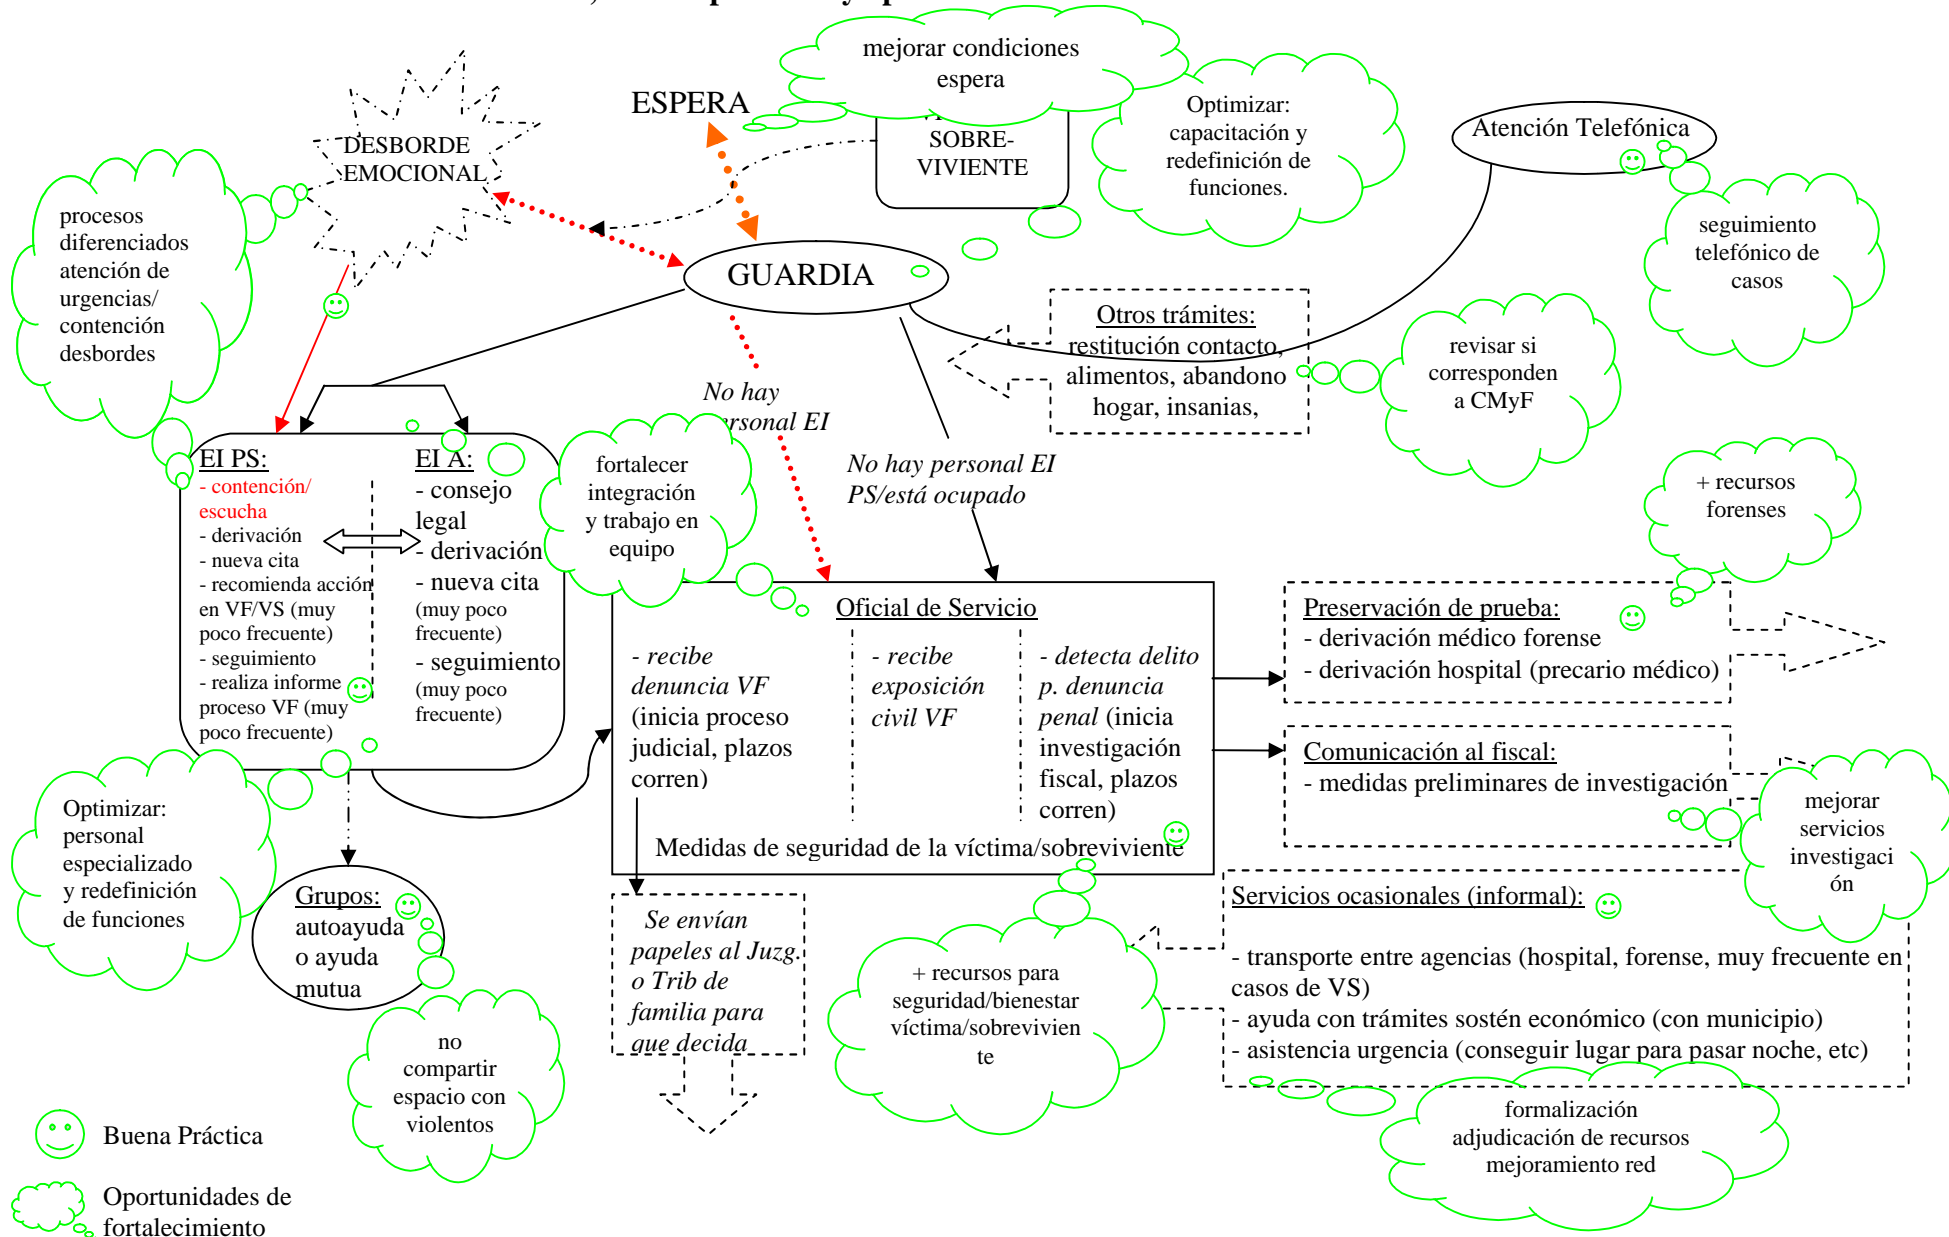 mejorar condiciones
espera
ESPERA
DESBORDE
EMOCIONAL
SOBRE-
VIVIENTE
Optimizar:
capacitación y
redefinición de
funciones.
Atención Telefónica
seguimiento
telefónico de
casos
procesos
diferenciados
atención de
urgencias/
contención
desbordes
GUARDIA
Otros trámites:
restitución contacto,
alimentos, abandono
hogar, insanias,
revisar si
corresponden
a CMyF
No hay
personal EI
No hay personal EI
PS/está ocupado
EI PS:
- contención/
escucha
- derivación
- nueva cita
- recomienda acción
en VF/VS (muy
poco frecuente)
- seguimiento
- realiza informe
proceso VF (muy
poco frecuente)
EI A:
- consejo
legal
- derivación
- nueva cita
(muy poco
frecuente)
- seguimiento
(muy poco
frecuente)
fortalecer
integración
y trabajo en
equipo
+ recursos
forenses
Oficial de Servicio
- recibe
denuncia VF
(inicia proceso
judicial, plazos
corren)
- recibe
exposición
civil VF
- detecta delito
p. denuncia
penal (inicia
investigación
fiscal, plazos
corren)
Medidas de seguridad de la víctima/sobreviviente
Preservación de prueba:
- derivación médico forense
- derivación hospital (precario médico)
Comunicación al fiscal:
- medidas preliminares de investigación
mejorar
servicios
investigaci
ón
Optimizar:
personal
especializado
y redefinición
de funciones
Grupos:
autoayuda
o ayuda
mutua
Se envían
papeles al Juzg.
o Trib de
familia para
que decida
+ recursos para
seguridad/bienestar
víctima/sobrevivien
te
Servicios ocasionales (informal):
- transporte entre agencias (hospital, forense, muy frecuente en
casos de VS)
- ayuda con trámites sostén económico (con municipio)
- asistencia urgencia (conseguir lugar para pasar noche, etc)
no
compartir
espacio con
violentos
formalización
adjudicación de recursos
mejoramiento red
Buena Práctica
Oportunidades de
fortalecimiento